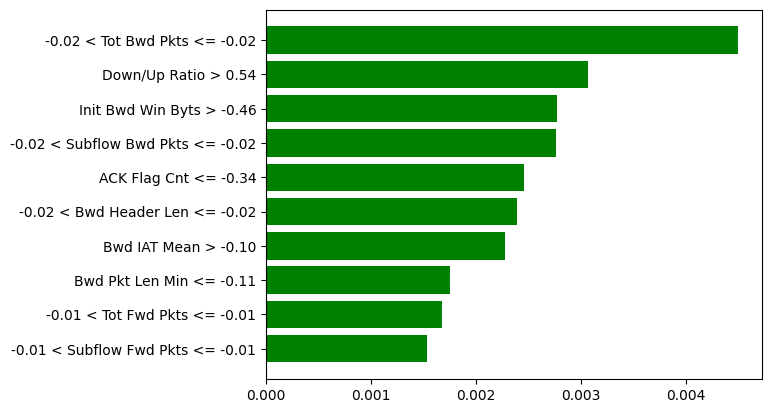 -0.02 < Tot Bwd Pkts <= -0.02
Down/Up Ratio > 0.54
Init Bwd Win Byts > -0.46
-0.02 < Subflow Bwd Pkts <= -0.02
ACK Flag Cnt <= -0.34
-0.02 < Bwd Header Len <= -0.02
Bwd IAT Mean > -0.10
Bwd Pkt Len Min <= -0.11
-0.01 < Tot Fwd Pkts <= -0.01
-0.01 < Subflow Fwd Pkts <= -0.01
0.000 0.001 0.002 0.003 0.004